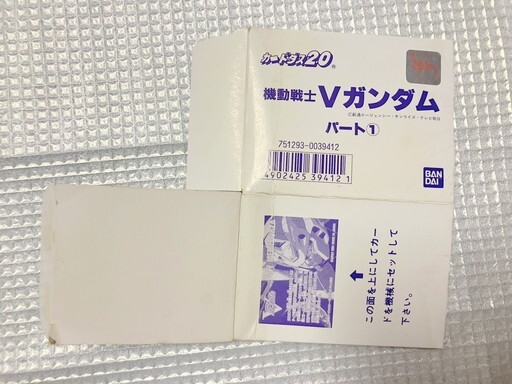 カードダス20
機動戦士Vガンダム
©創通エージェンシー・サンライズ・テレビ朝日
パート①
751293-0039412
4902425 394121
BAN
DAI
この面を上にしてカー
ドを機械にセットして
下さい。